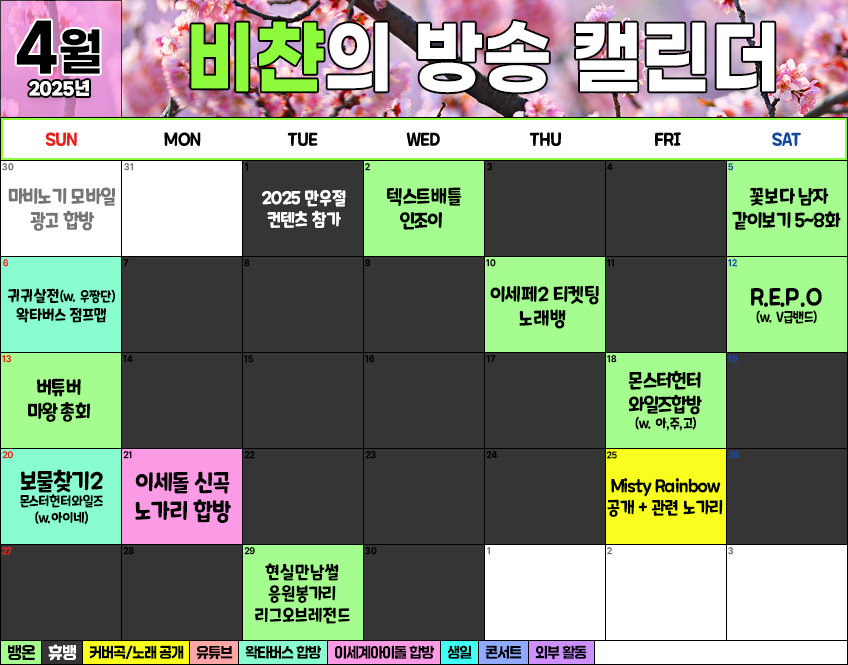 4월
2025년
비챤의 방송 캘린더
SUN MON TUE WED THU FRI SAT
30 31 1 2 3 4 5
마비노기 모바일
광고 합방
2025 만우절
컨텐츠 참가
텍스트배틀
인조이
꽃보다 남자
같이보기 5~8화
6 7 8 9 10 11 12
귀귀살전(w. 우짱단)
왁타버스 점프맵
이세페2 티켓팅
노래뱅
R.E.P.O
(w. V급밴드)
13 14 15 16 17 18 19
버튜버
마왕 총회
몬스터헌터
와일즈합방
(w. 아,주,고)
20 21 22 23 24 25 26
보물찾기2
몬스터헌터와일즈
(w.아이네)
이세돌 신곡
노가리 합방
Misty Rainbow
공개 + 관련 노가리
27 28 29 30 1 2 3
현실만남썰
응원봉가리
리그오브레전드
뱅온 휴뱅 커버곡/노래 공개 유튜브 왁타버스 합방 이세계아이돌 합방 생일 콘서트 외부 활동